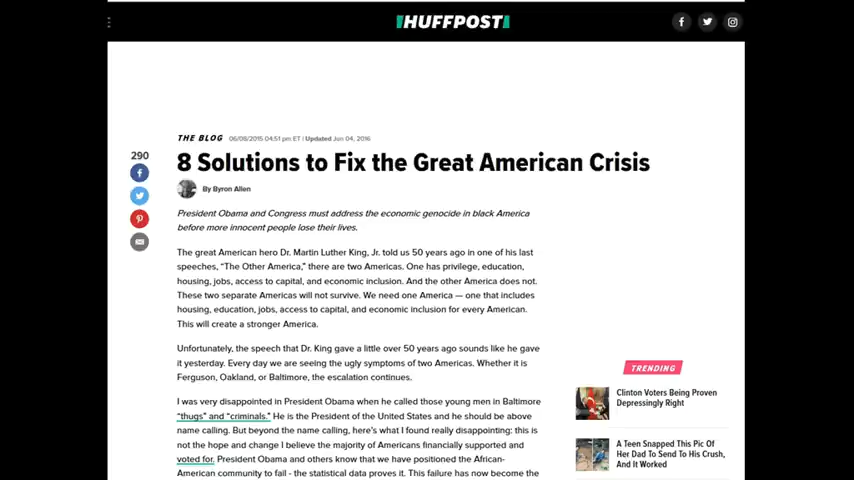 HUFFPOST
THE BLOG 06/08/2015 04:51 pm ET | Updated Jun 04, 2016
290
8 Solutions to Fix the Great American Crisis
By Byron Allen
President Obama and Congress must address the economic genocide in black America
before more innocent people lose their lives.
The great American hero Dr. Martin Luther King, Jr. told us 50 years ago in one of his last
speeches, “The Other America,” there are two Americas. One has privilege, education,
housing, jobs, access to capital, and economic inclusion. And the other America does not.
These two separate Americas will not survive. We need one America — one that includes
housing, education, jobs, access to capital, and economic inclusion for every American.
This will create a stronger America.
Unfortunately, the speech that Dr. King gave a little over 50 years ago sounds like he gave
it yesterday. Every day we are seeing the ugly symptoms of two Americas. Whether it is
Ferguson, Oakland, or Baltimore, the escalation continues.
I was very disappointed in President Obama when he called those young men in Baltimore
“thugs” and “criminals.” He is the President of the United States and he should be above
name calling. But beyond the name calling, here’s what I found really disappointing: this is
not the hope and change I believe the majority of Americans financially supported and
voted for. President Obama and others know that we have positioned the African-
American community to fail - the statistical data proves it. This failure has now become the
TRENDING
Clinton Voters Being Proven
Depressingly Right
A Teen Snapped This Pic Of
Her Dad To Send To His Crush,
And It Worked